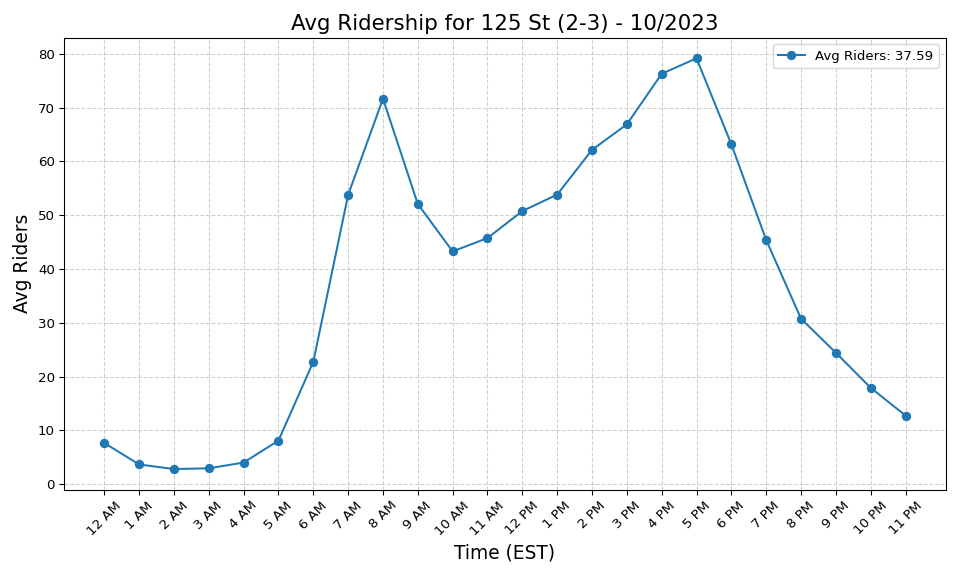 Avg Ridership for 125 St (2-3) - 10/2023
Avg Riders: 37.59
Avg Riders
80
70
60
50
40
30
20
10
0
12 AM
1 AM
2 AM
3 AM
4 AM
5 AM
6 AM
7 AM
8 AM
9 AM
10 AM
11 AM
12 PM
1 PM
2 PM
3 PM
4 PM
5 PM
6 PM
7 PM
8 PM
9 PM
10 PM
11 PM
Time (EST)